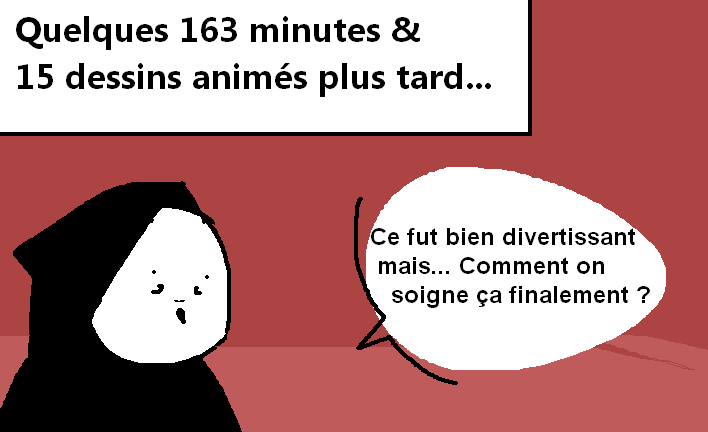 Quelques 163 minutes &
15 dessins animés plus tard...
Ce fut bien divertissant
mais... Comment on
soigne ça finalement ?